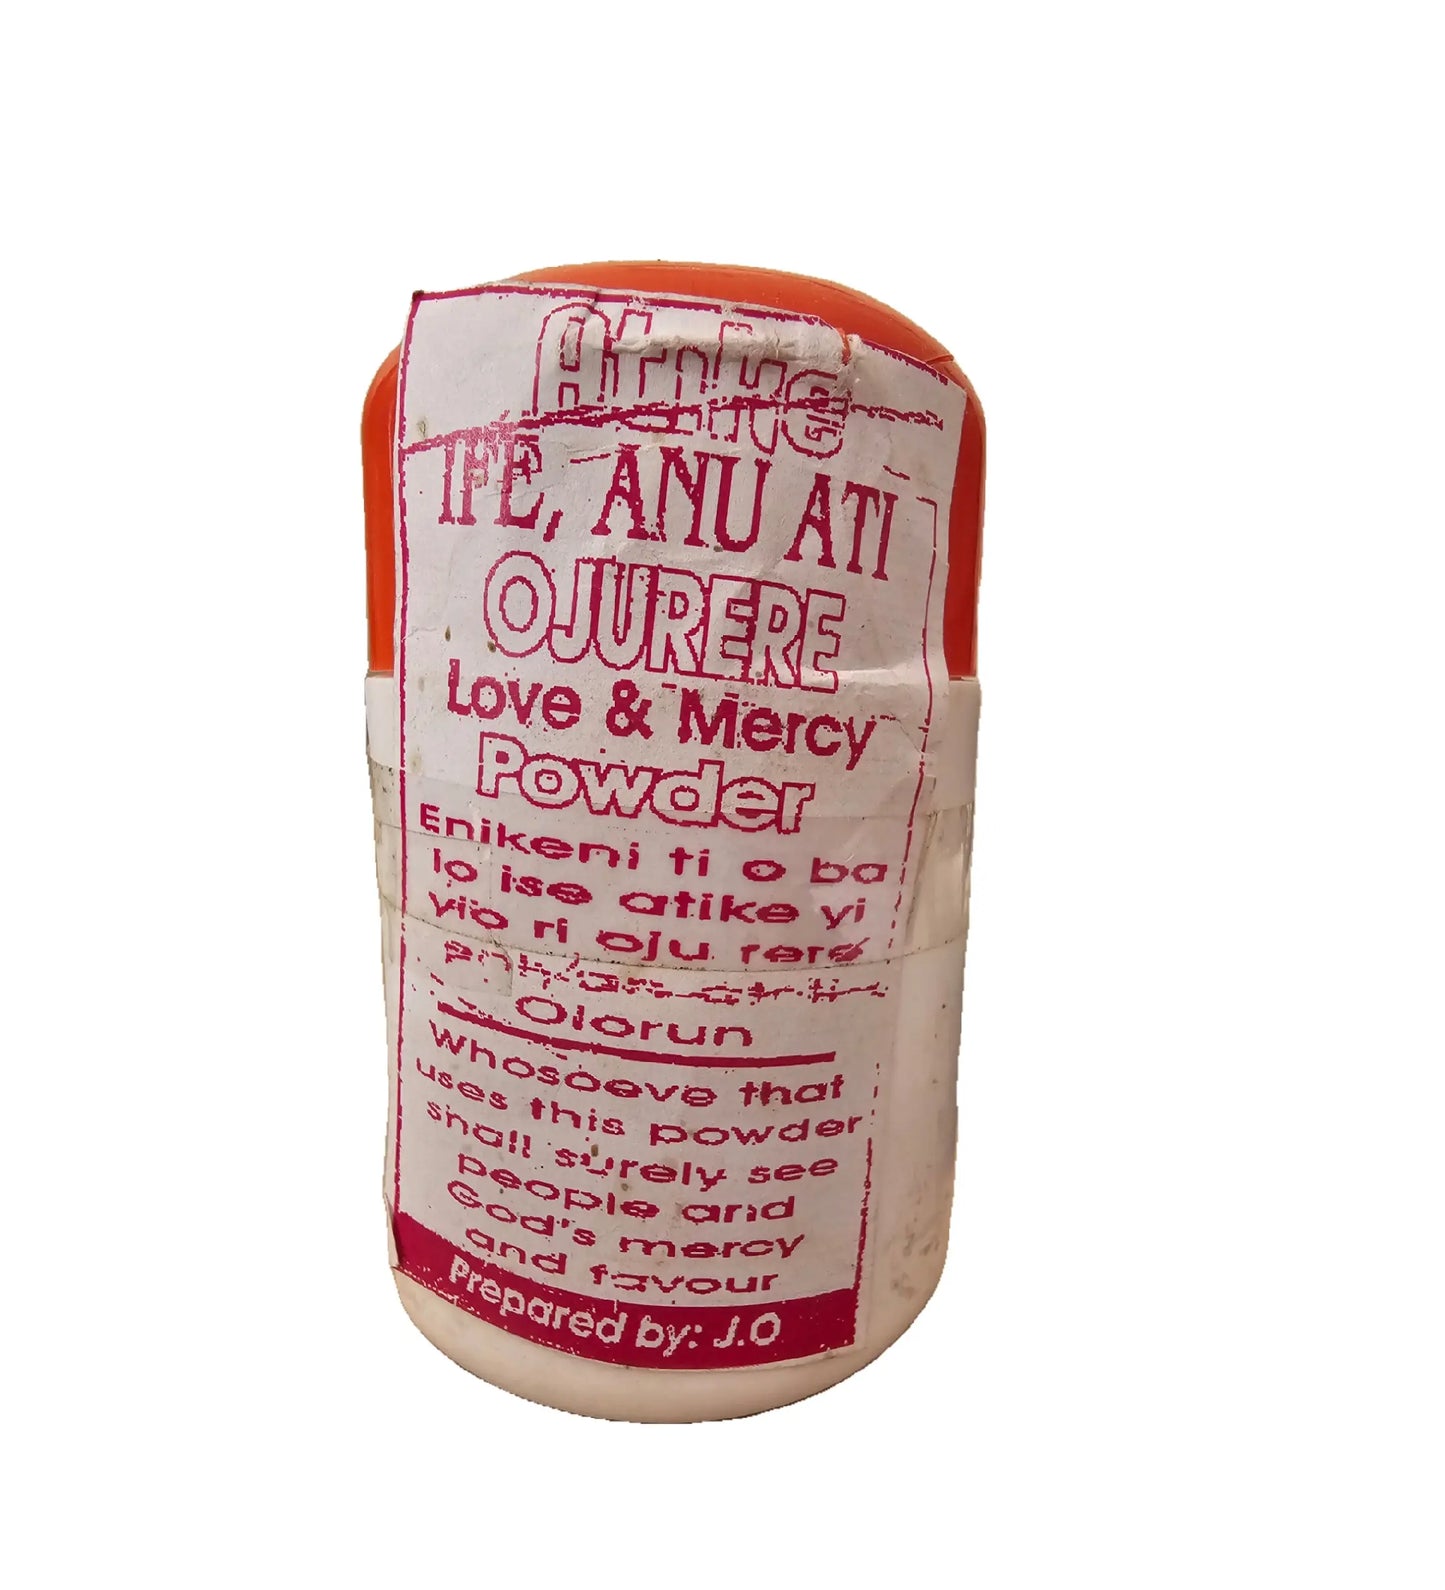 Atike
IFE, ANU ATI
OJURERE
Love & Mercy
Powder
Enikeni ti o ba
lo ise atike yi
yio ri oju rere
Olorun
Whosoeve that
uses this powder
shall surely see
people and
God's mercy
and favour
Prepared by: J.O